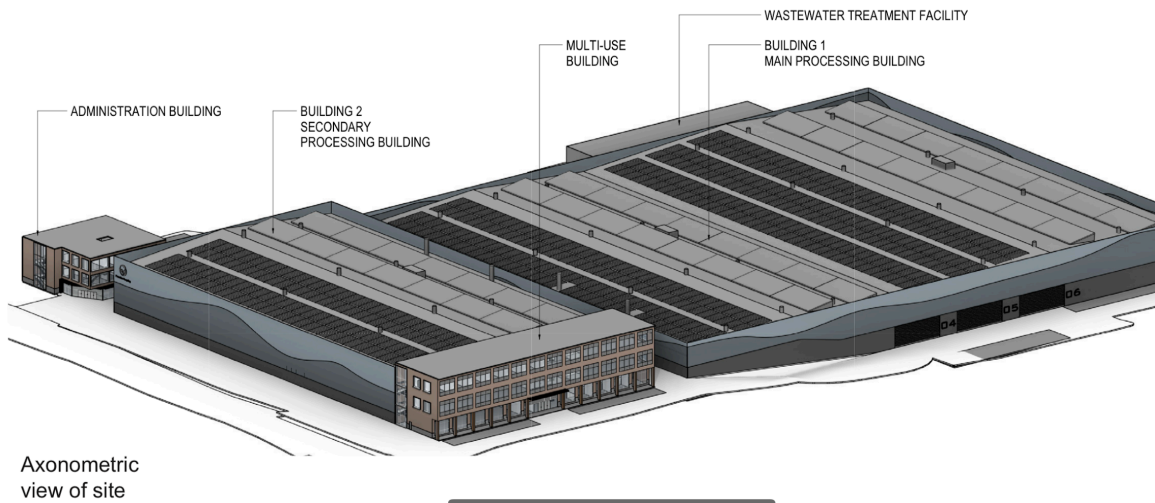 WASTEWATER TREATMENT FACILITY
MULTI-USE
BUILDING
BUILDING 1
MAIN PROCESSING BUILDING
ADMINISTRATION BUILDING
BUILDING 2
SECONDARY
PROCESSING BUILDING
04
05
06
Axonometric
view of site